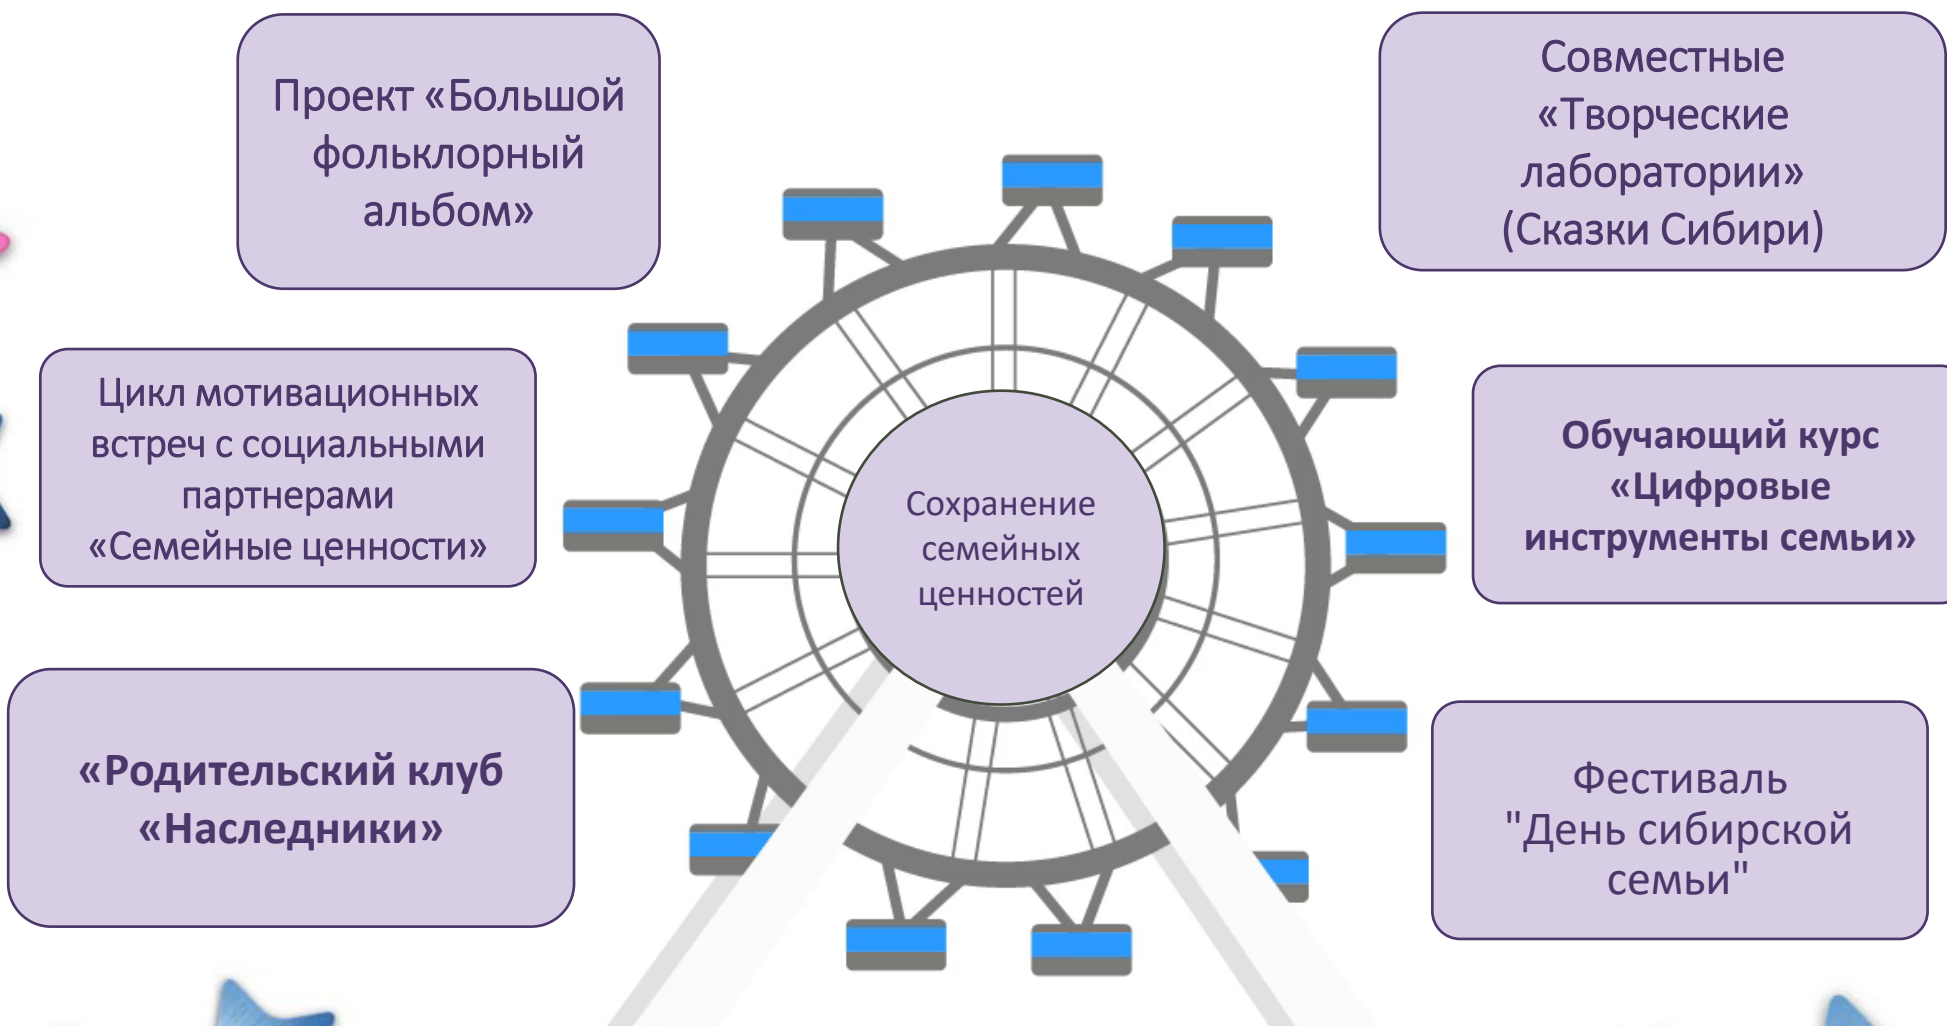 Проект «Большой
фольклорный
альбом»
Совместные
«Творческие
лаборатории»
(Сказки Сибири)
Цикл мотивационных
встреч с социальными
партнерами
«Семейные ценности»
Сохранение
семейных
ценностей
Обучающий курс
«Цифровые
инструменты семьи»
«Родительский клуб
«Наследники»
Фестиваль
"День сибирской
семьи"